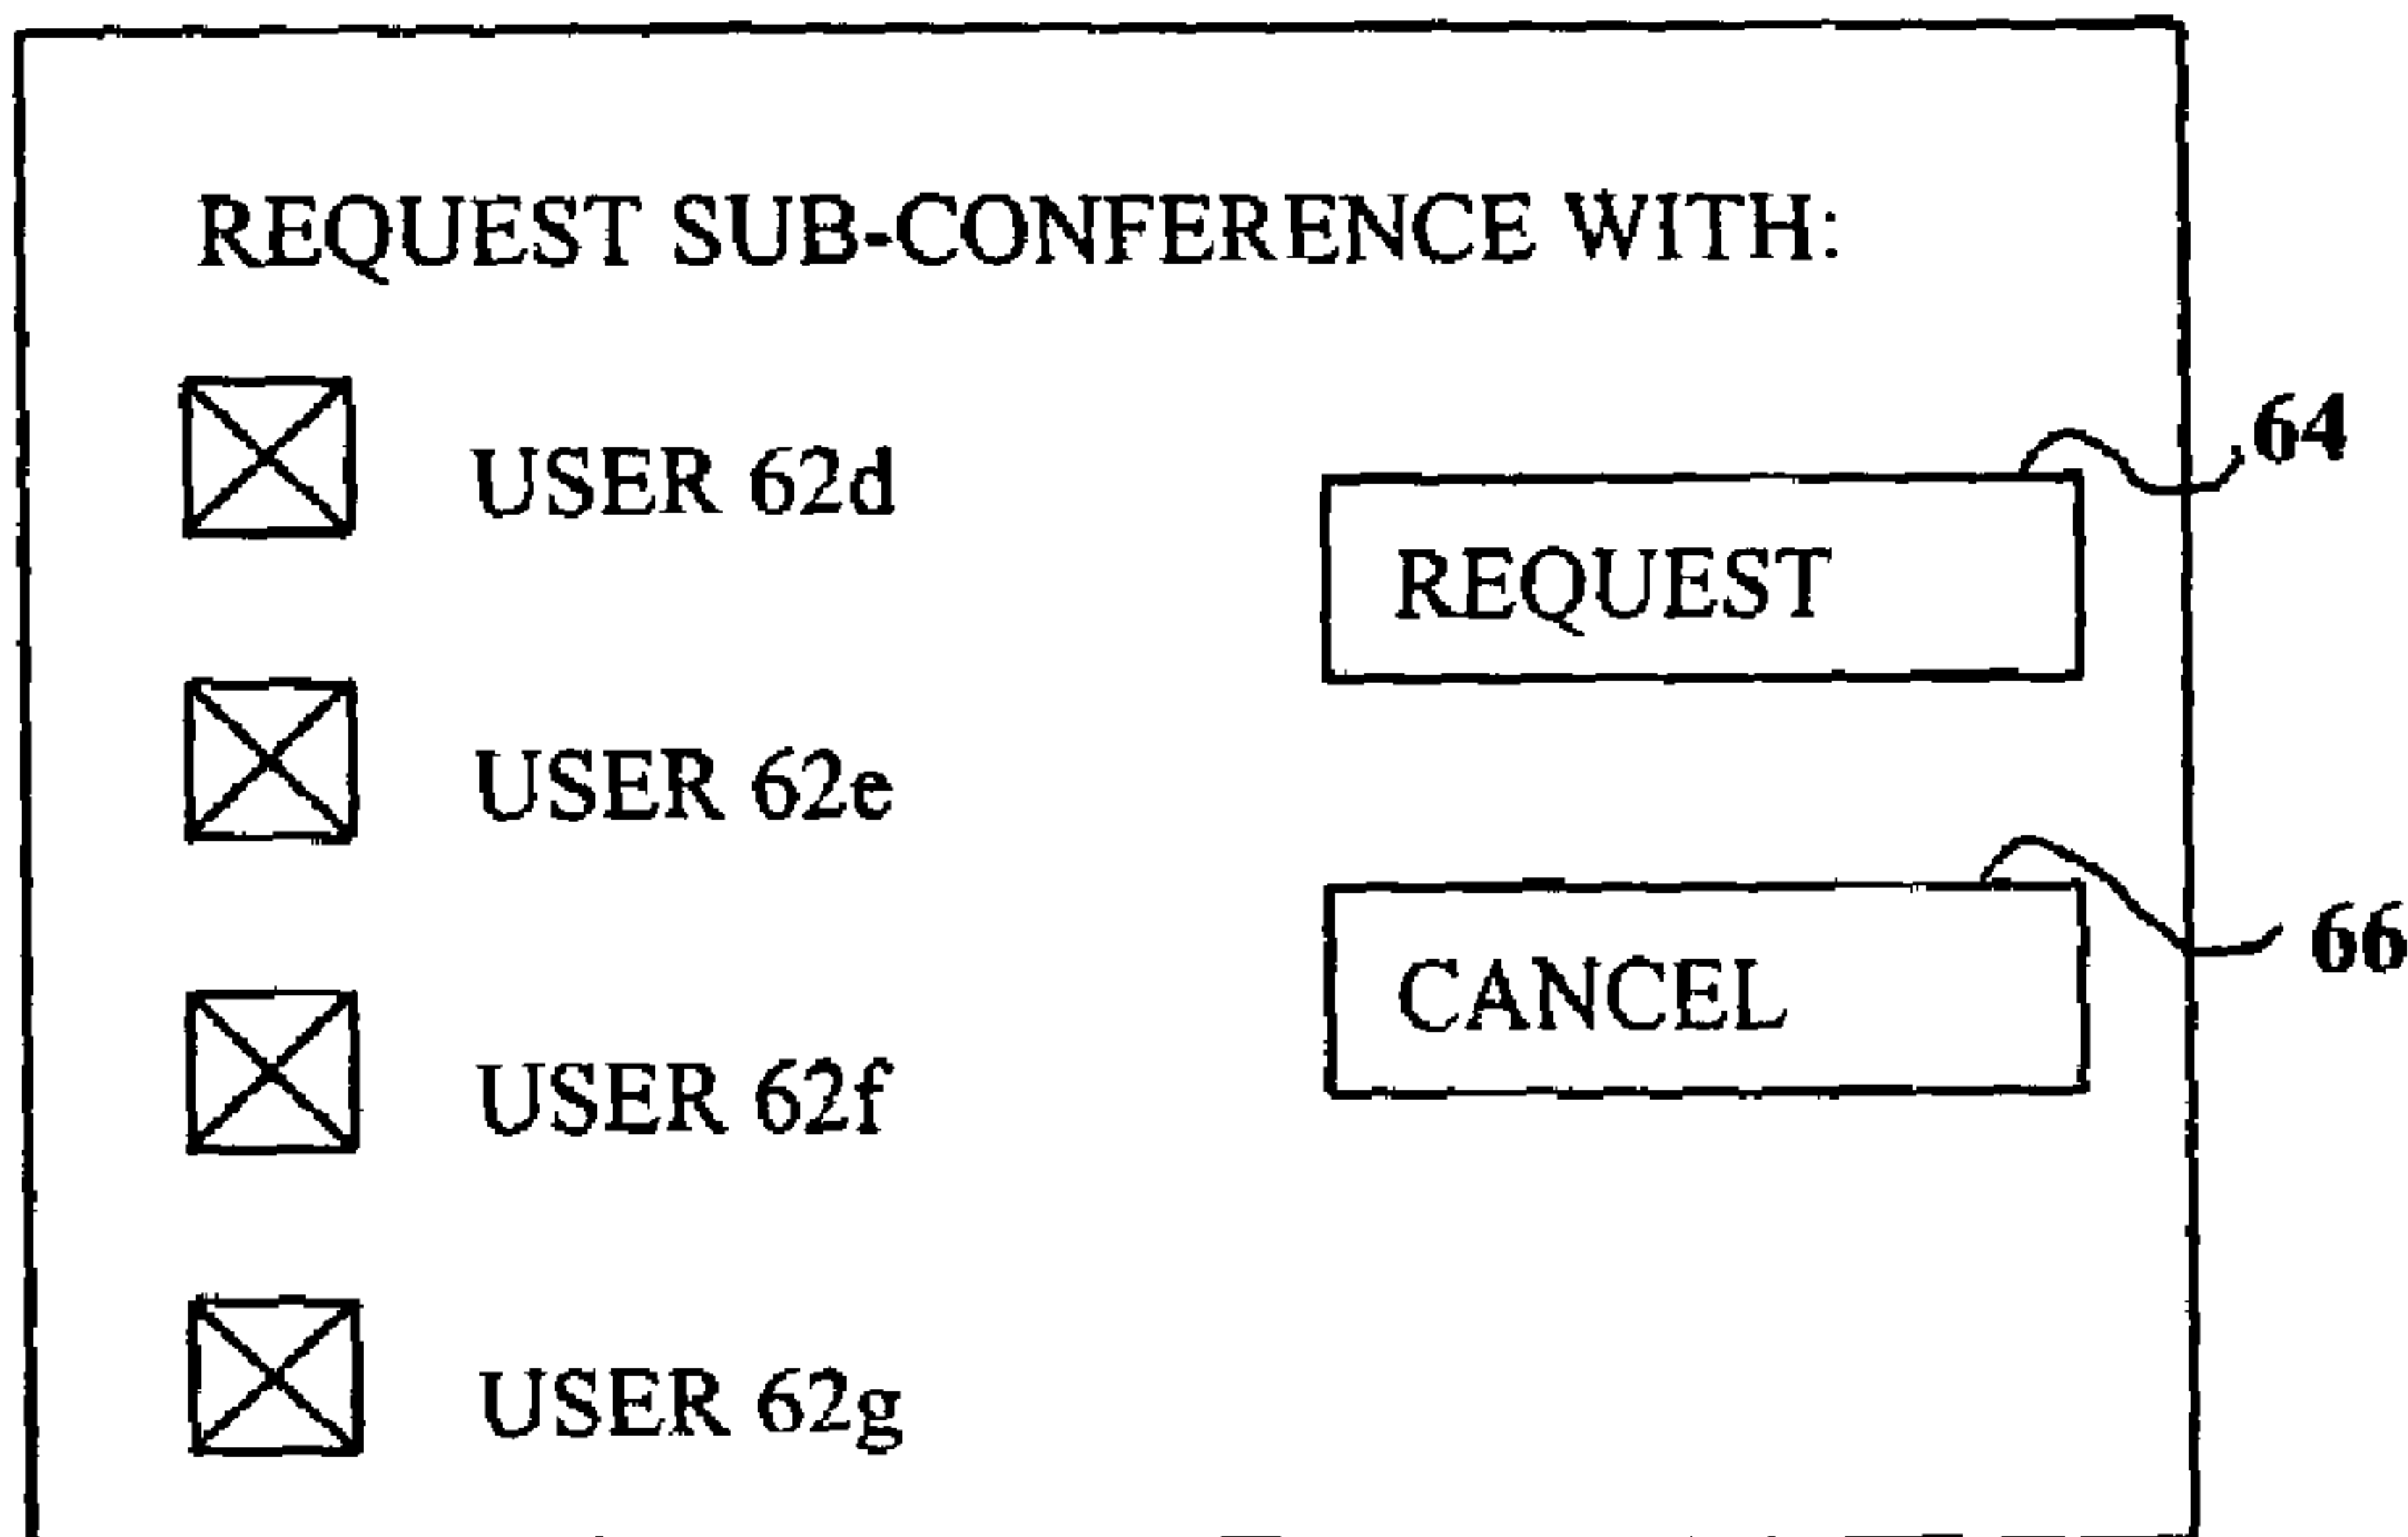 REQUEST SUB-CONFERENCE WITH:
USER 62d
64
REQUEST
USER 62e
66
CANCEL
USER 62f
USER 62g